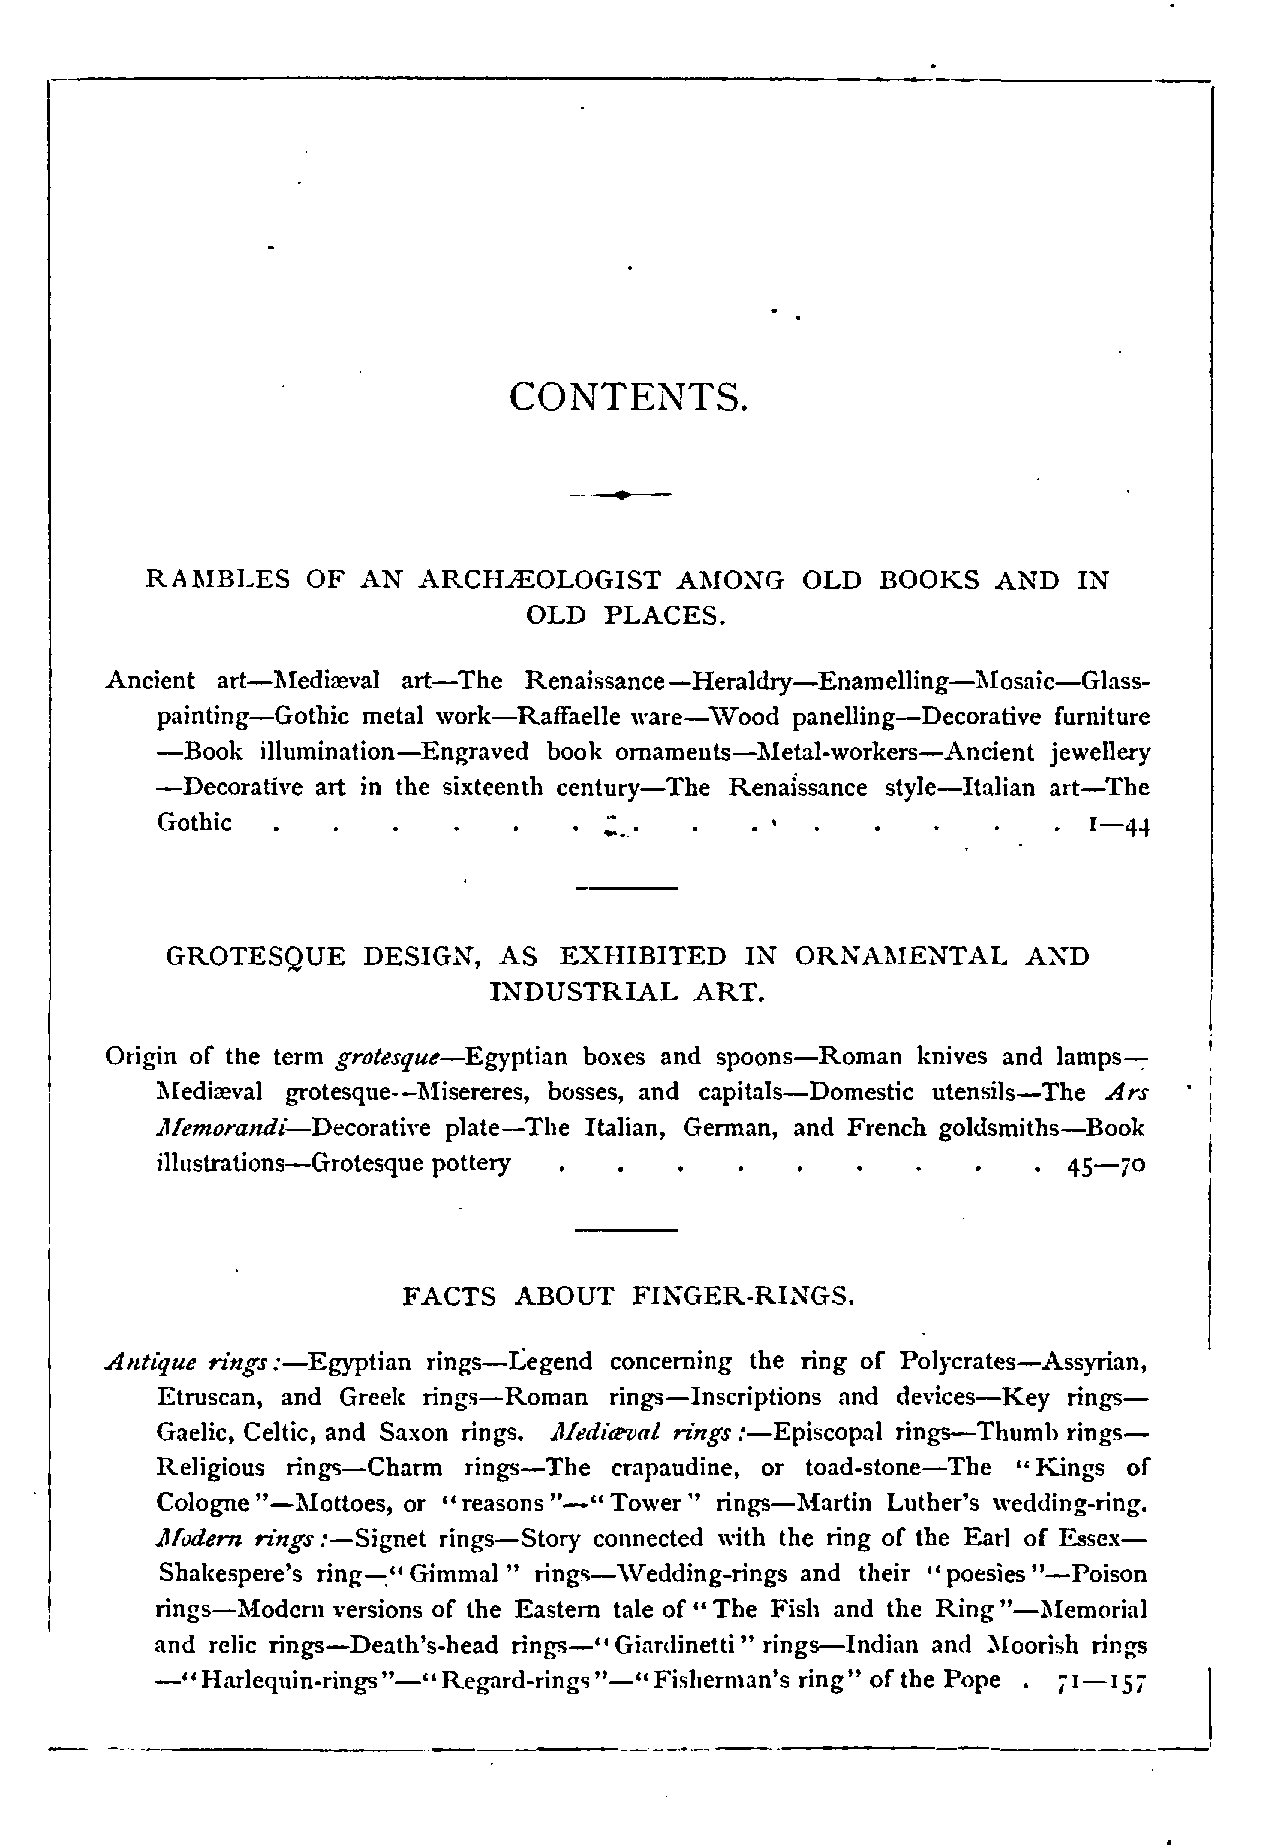 CONTENTS.
RAMBLES OF AN ARCHÆOLOGIST AMONG OLD BOOKS AND IN
OLD PLACES.
Ancient art—Mediæval art—The Renaissance—Heraldry—Enamelling—Mosaic—Glass-
painting—Gothic metal work—Raffaelle ware—Wood panelling—Decorative furniture
—Book illumination—Engraved book ornaments—Metal-workers—Ancient jewellery
—Decorative art in the sixteenth century—The Renaissance style—Italian art—The
Gothic . . . . . . . . . . . . . . 1—44
GROTESQUE DESIGN, AS EXHIBITED IN ORNAMENTAL AND
INDUSTRIAL ART.
Origin of the term grotesque—Egyptian boxes and spoons—Roman knives and lamps—
Mediæval grotesque—Misereres, bosses, and capitals—Domestic utensils—The Ars
Memorandi—Decorative plate—The Italian, German, and French goldsmiths—Book
illustrations—Grotesque pottery . . . . . . . . . 45—70
FACTS ABOUT FINGER-RINGS.
Antique rings:—Egyptian rings—Legend concerning the ring of Polycrates—Assyrian,
Etruscan, and Greek rings—Roman rings—Inscriptions and devices—Key rings—
Gaelic, Celtic, and Saxon rings. Mediæval rings:—Episcopal rings—Thumb rings—
Religious rings—Charm rings—The crapaudine, or toad-stone—The "Kings of
Cologne"—Mottoes, or "reasons"—"Tower" rings—Martin Luther's wedding-ring.
Modern rings:—Signet rings—Story connected with the ring of the Earl of Essex—
Shakespere's ring—"Gimmal" rings—Wedding-rings and their "poesies"—Poison
rings—Modern versions of the Eastern tale of "The Fish and the Ring"—Memorial
and relic rings—Death's-head rings—"Giardinetti" rings—Indian and Moorish rings
—"Harlequin-rings"—"Regard-rings"—"Fisherman's ring" of the Pope . 71—157